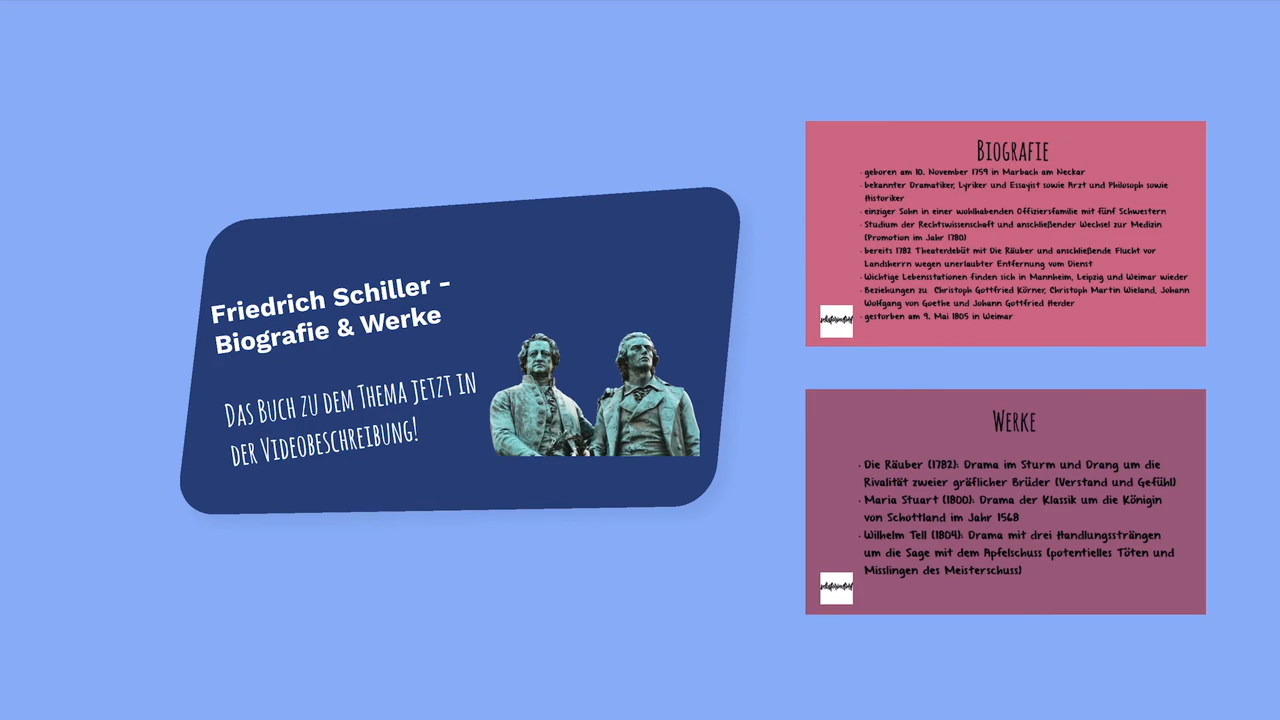 Friedrich Schiller -
Biografie & Werke
Das Buch zu dem Thema jetzt in
der Videobeschreibung!
Biografie
· geboren am 10. November 1759 in Marbach am Neckar
· bekannter Dramatiker, Lyriker und Essayist sowie Arzt und Philosoph sowie
Historiker
· einziger Sohn in einer wohlhabenden Offiziersfamilie mit fünf Schwestern
· Studium der Rechtswissenschaft und anschließender Wechsel zur Medizin
(Promotion im Jahr 1780)
· bereits 1782 Theaterdebüt mit Die Räuber und anschließende Flucht vor
Landsherrn wegen unerlaubter Entfernung vom Dienst
· Wichtige Lebensstationen finden sich in Mannheim, Leipzig und Weimar wieder
· Beziehungen zu Christoph Gottfried Körner, Christoph Martin Wieland, Johann
Wolfgang von Goethe und Johann Gottfried Herder
· gestorben am 9. Mai 1805 in Weimar
Werke
· Die Räuber (1782): Drama im Sturm und Drang um die
Rivalität zweier gräflicher Brüder (Verstand und Gefühl)
· Maria Stuart (1800): Drama der Klassik um die Königin
von Schottland im Jahr 1568
· Wilhelm Tell (1804): Drama mit drei Handlungssträngen
um die Sage mit dem Apfelschuss (potentielles Töten und
Misslingen des Meisterschuss)